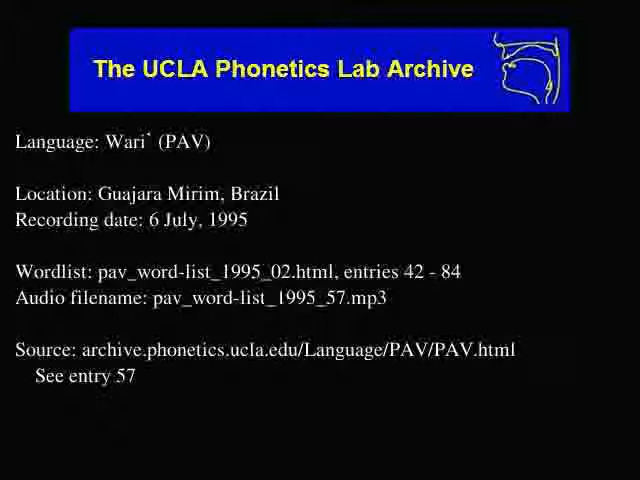 The UCLA Phonetics Lab Archive
Language: Wari` (PAV)
Location: Guajara Mirim, Brazil
Recording date: 6 July, 1995
Wordlist: pav_word-list_1995_02.html, entries 42 - 84
Audio filename: pav_word-list_1995_57.mp3
Source: archive.phonetics.ucla.edu/Language/PAV/PAV.html
See entry 57